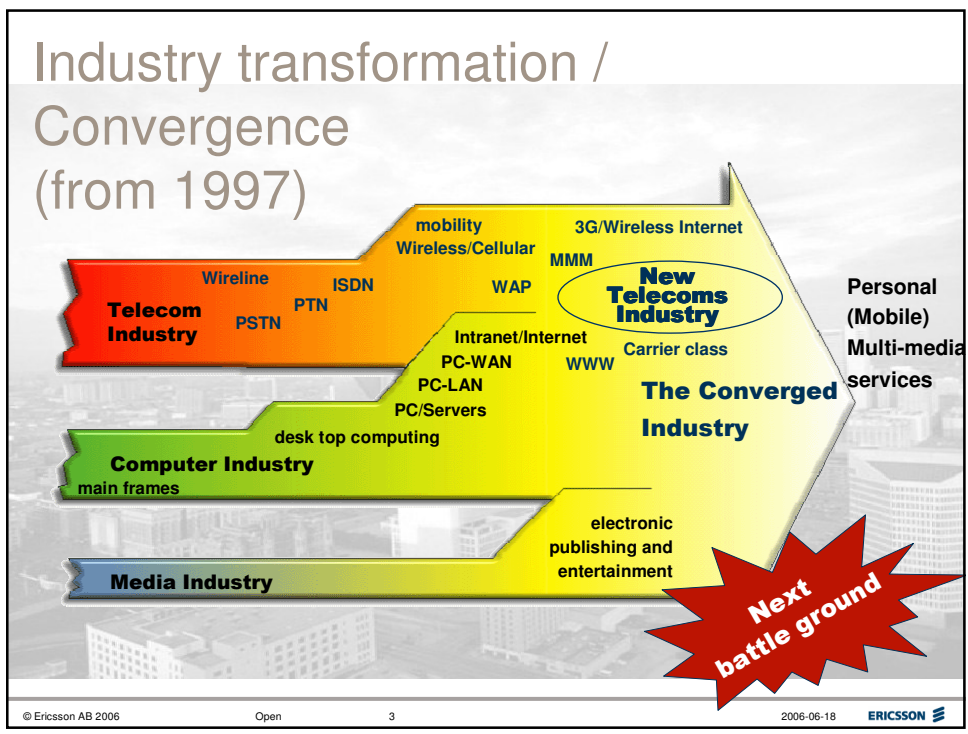 Industry transformation /
Convergence
(from 1997)
mobility
Wireless/Cellular
3G/Wireless Internet
MMM
WAP
New
Telecoms
Industry
Wireline
ISDN
PTN
PSTN
Telecom
Industry
Personal
(Mobile)
Multi-media
services
Intranet/Internet
PC-WAN
PC-LAN
PC/Servers
desk top computing
WWW
Carrier class
The Converged
Industry
Computer Industry
main frames
electronic
publishing and
entertainment
Media Industry
Next
battle ground
© Ericsson AB 2006 Open 3 2006-06-18 ERICSSON